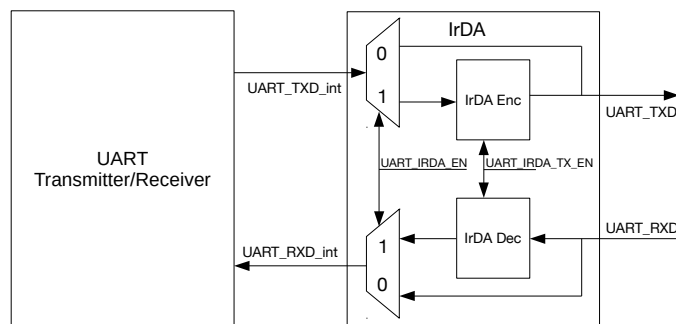 IrDA
0
UART_TXD_int
1
IrDA Enc
UART_TXD
UART
Transmitter/Receiver
UART_IRDA_EN
UART_IRDA_TX_EN
UART_RXD
IrDA Dec
1
UART_RXD_int
0